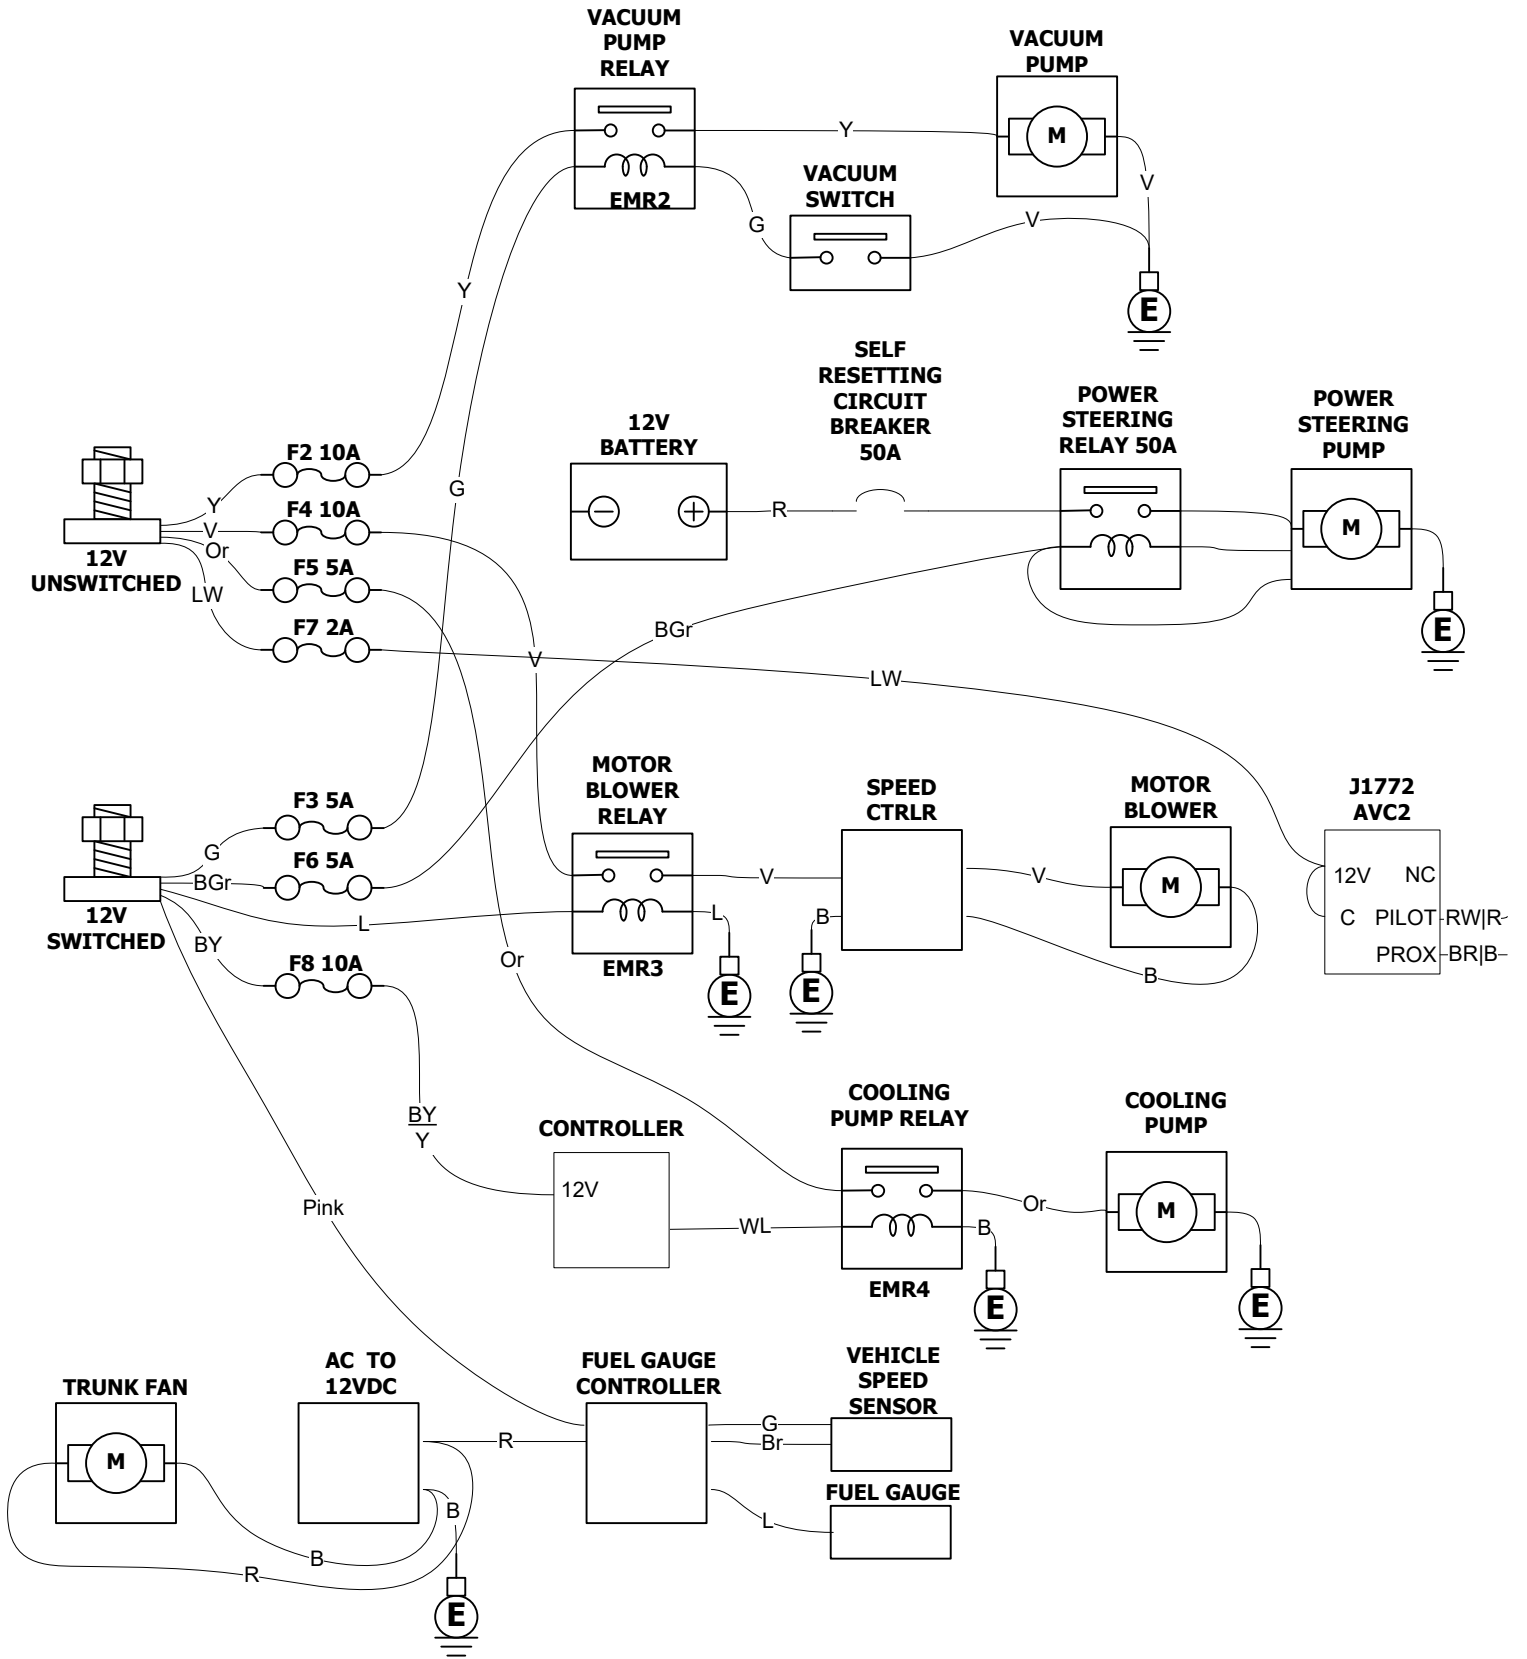 VACUUM
PUMP
RELAY
VACUUM
PUMP
Y
M
VACUUM
SWITCH
V
EMR2
G
V
Y
E
SELF
RESETTING
CIRCUIT
BREAKER
50A
POWER
STEERING
RELAY 50A
POWER
STEERING
PUMP
12V
BATTERY
F2 10A
G
Y
F4 10A
R
M
V
Or
12V
UNSWITCHED
F5 5A
LW
F7 2A
BGr
E
V
LW
MOTOR
BLOWER
RELAY
SPEED
CTRLR
MOTOR
BLOWER
J1772
AVC2
F3 5A
G
F6 5A
BGr
V
V
M
12V NC
12V
SWITCHED
L
L
B
C PILOT RW|R
BY
PROX BR|B
F8 10A
Or
EMR3
B
E
E
COOLING
PUMP RELAY
COOLING
PUMP
BY
Y
CONTROLLER
12V
Pink
Or
M
WL
B
EMR4
E
E
TRUNK FAN
AC TO
12VDC
FUEL GAUGE
CONTROLLER
VEHICLE
SPEED
SENSOR
G
R
Br
M
FUEL GAUGE
B
L
B
R
E